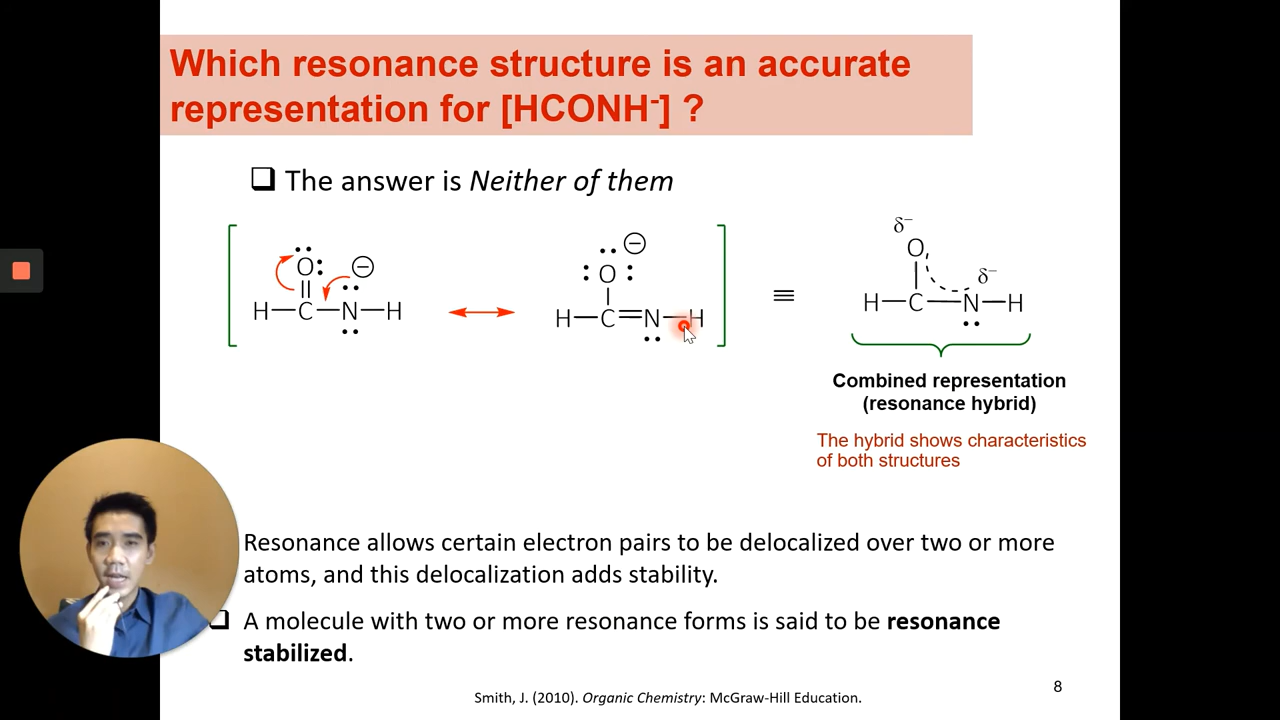 Which resonance structure is an accurate
representation for [HCONH⁻] ?
❑ The answer is Neither of them
O: ⊖
H—C—N—H
⊖
:O:
H—C=N—H
≡
δ⁻
O
δ⁻
H—C—N—H
Combined representation
(resonance hybrid)
The hybrid shows characteristics
of both structures
Resonance allows certain electron pairs to be delocalized over two or more
atoms, and this delocalization adds stability.
❑ A molecule with two or more resonance forms is said to be resonance
stabilized.
8
Smith, J. (2010). Organic Chemistry: McGraw-Hill Education.